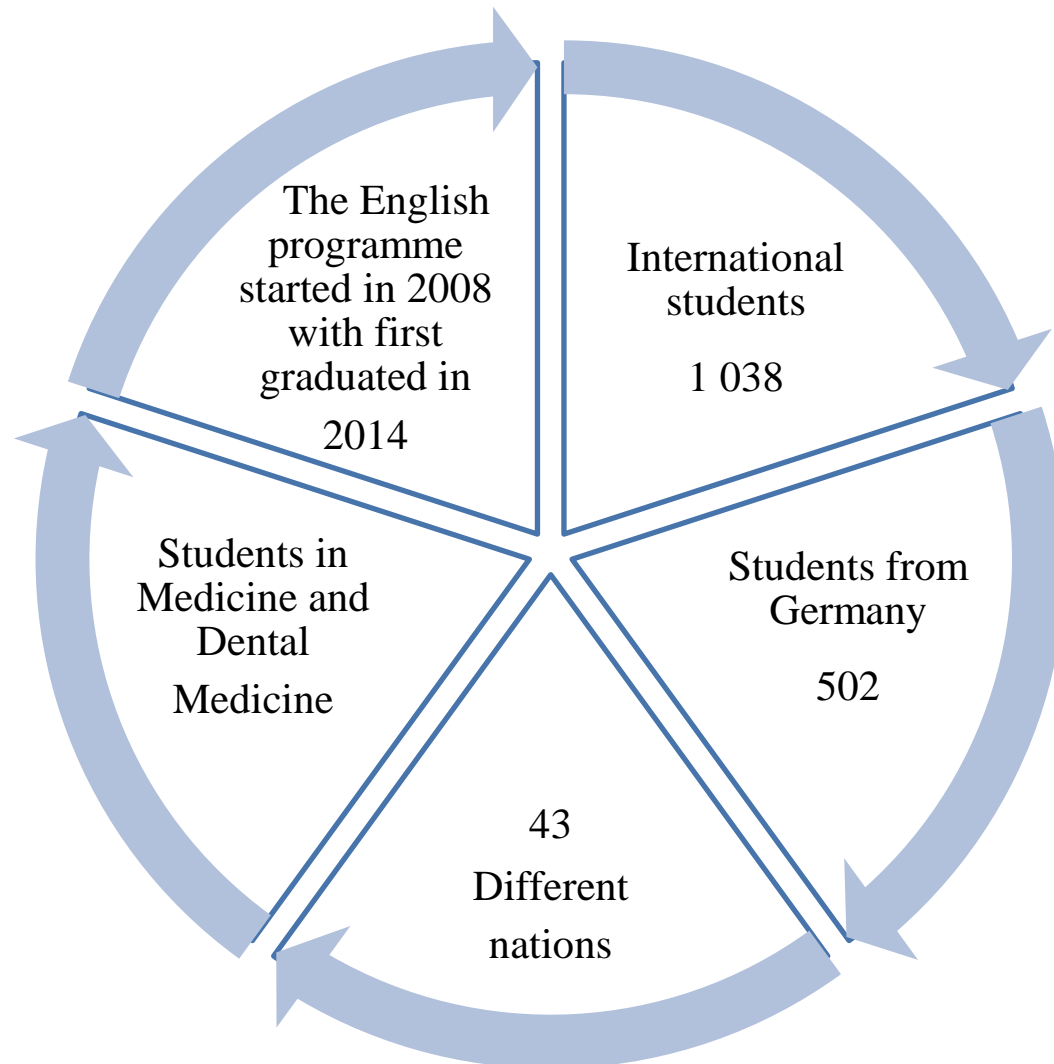 International
students
1 038
Students from
Germany
502
43
Different
nations
Students in
Medicine and
Dental
Medicine
The English
programme
started in 2008
with first
graduated in
2014